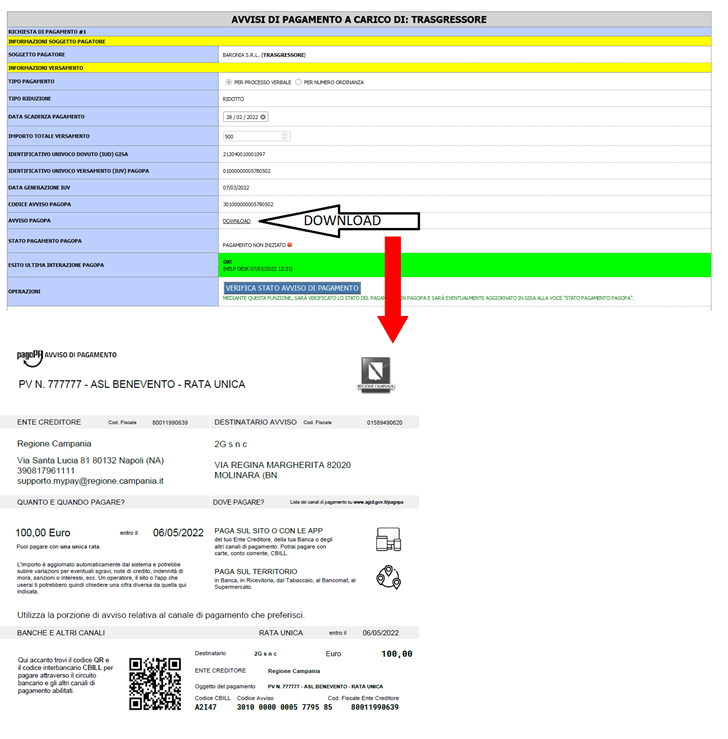 AVVISI DI PAGAMENTO A CARICO DI: TRASGRESSORE
RICHIESTA DI PAGAMENTO #1
INFORMAZIONI SOGGETTO PAGATORE
SOGGETTO PAGATORE BARONIA S.R.L. (TRASGRESSORE)
INFORMAZIONI VERSAMENTO
TIPO PAGAMENTO PER PROCESSO VERBALE PER NUMERO ORDINANZA
TIPO RIDUZIONE RIDOTTO
DATA SCADENZA PAGAMENTO 28/02/2022
IMPORTO TOTALE VERSAMENTO 500
IDENTIFICATIVO UNIVOCO DOVUTO (IUD) GISA 212040010001097
IDENTIFICATIVO UNIVOCO VERSAMENTO (IUV) PAGOPA 01000000005780502
DATA GENERAZIONE IUV 07/03/2022
CODICE AVVISO PAGOPA 301000000005780502
AVVISO PAGOPA DOWNLOAD DOWNLOAD
STATO PAGAMENTO PAGOPA PAGAMENTO NON INIZIATO
ESITO ULTIMA INTERAZIONE PAGOPA OK!
(HELP DESK 07/03/2022 12:31)
OPERAZIONI VERIFICA STATO AVVISO DI PAGAMENTO
MEDIANTE QUESTA FUNZIONE, SARÀ VERIFICATO LO STATO DEL PAGAM IN PAGOPA E SARÀ EVENTUALMENTE AGGIORNATO IN GISA ALLA VOCE "STATO PAGAMENTO PAGOPA".
pagoPA AVVISO DI PAGAMENTO
PV N. 777777 - ASL BENEVENTO - RATA UNICA
REGIONE CAMPANIA
ENTE CREDITORE Cod. Fiscale 80011990639
DESTINATARIO AVVISO Cod. Fiscale 01589490620
Regione Campania
Via Santa Lucia 81 80132 Napoli (NA)
390817961111
supporto.mypay@regione.campania.it
2G s n c
VIA REGINA MARGHERITA 82020
MOLINARA (BN
QUANTO E QUANDO PAGARE?
DOVE PAGARE? Lista dei canali di pagamento su www.agid.gov.it/pagopa
100,00 Euro entro il 06/05/2022
Puoi pagare con una unica rata.
L'importo è aggiornato automaticamente dal sistema e potrebbe
subire variazioni per eventuali sgravi, note di credito, indennità di
mora, sanzioni o interessi, ecc. Un operatore, il sito o l'app che
userai ti potrebbero quindi chiedere una cifra diversa da quella qui
indicata.
PAGA SUL SITO O CON LE APP
del tuo Ente Creditore, della tua Banca o degli
altri canali di pagamento. Potrai pagare con
carte, conto corrente, CBILL.
PAGA SUL TERRITORIO
in Banca, in Ricevitoria, dal Tabaccaio, al Bancomat, al
Supermercato.
Utilizza la porzione di avviso relativa al canale di pagamento che preferisci.
BANCHE E ALTRI CANALI RATA UNICA entro il 06/05/2022
Qui accanto trovi il codice QR e
il codice interbancario CBILL per
pagare attraverso il circuito
bancario e gli altri canali di
pagamento abilitati.
Destinatario 2G s n c Euro 100,00
ENTE CREDITORE Regione Campania
Oggetto del pagamento PV N. 777777 - ASL BENEVENTO - RATA UNICA
Codice CBILL Codice Avviso Cod. Fiscale Ente Creditore
A2I47 3010 0000 0005 7795 85 80011990639